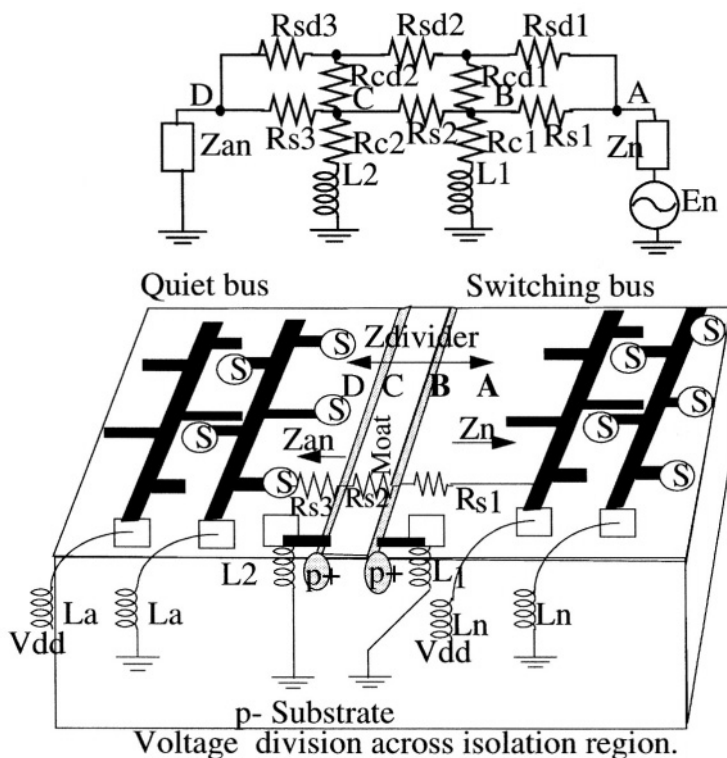 Rsd3 Rsd2 Rsd1
Rcd2 Rcd1
D C B A
Rs3 Rs2 Rs1
Zan Rc2 Rc1 Zn
L2 L1
En
Quiet bus Switching bus
Zdivider
S S S S
D C B A
S S
S S
Zan Moat Zn
S S
Rs3 Rs2 Rs1
L2 p+ p+ L1
La La Ln Ln
Vdd Vdd
p- Substrate
Voltage division across isolation region.